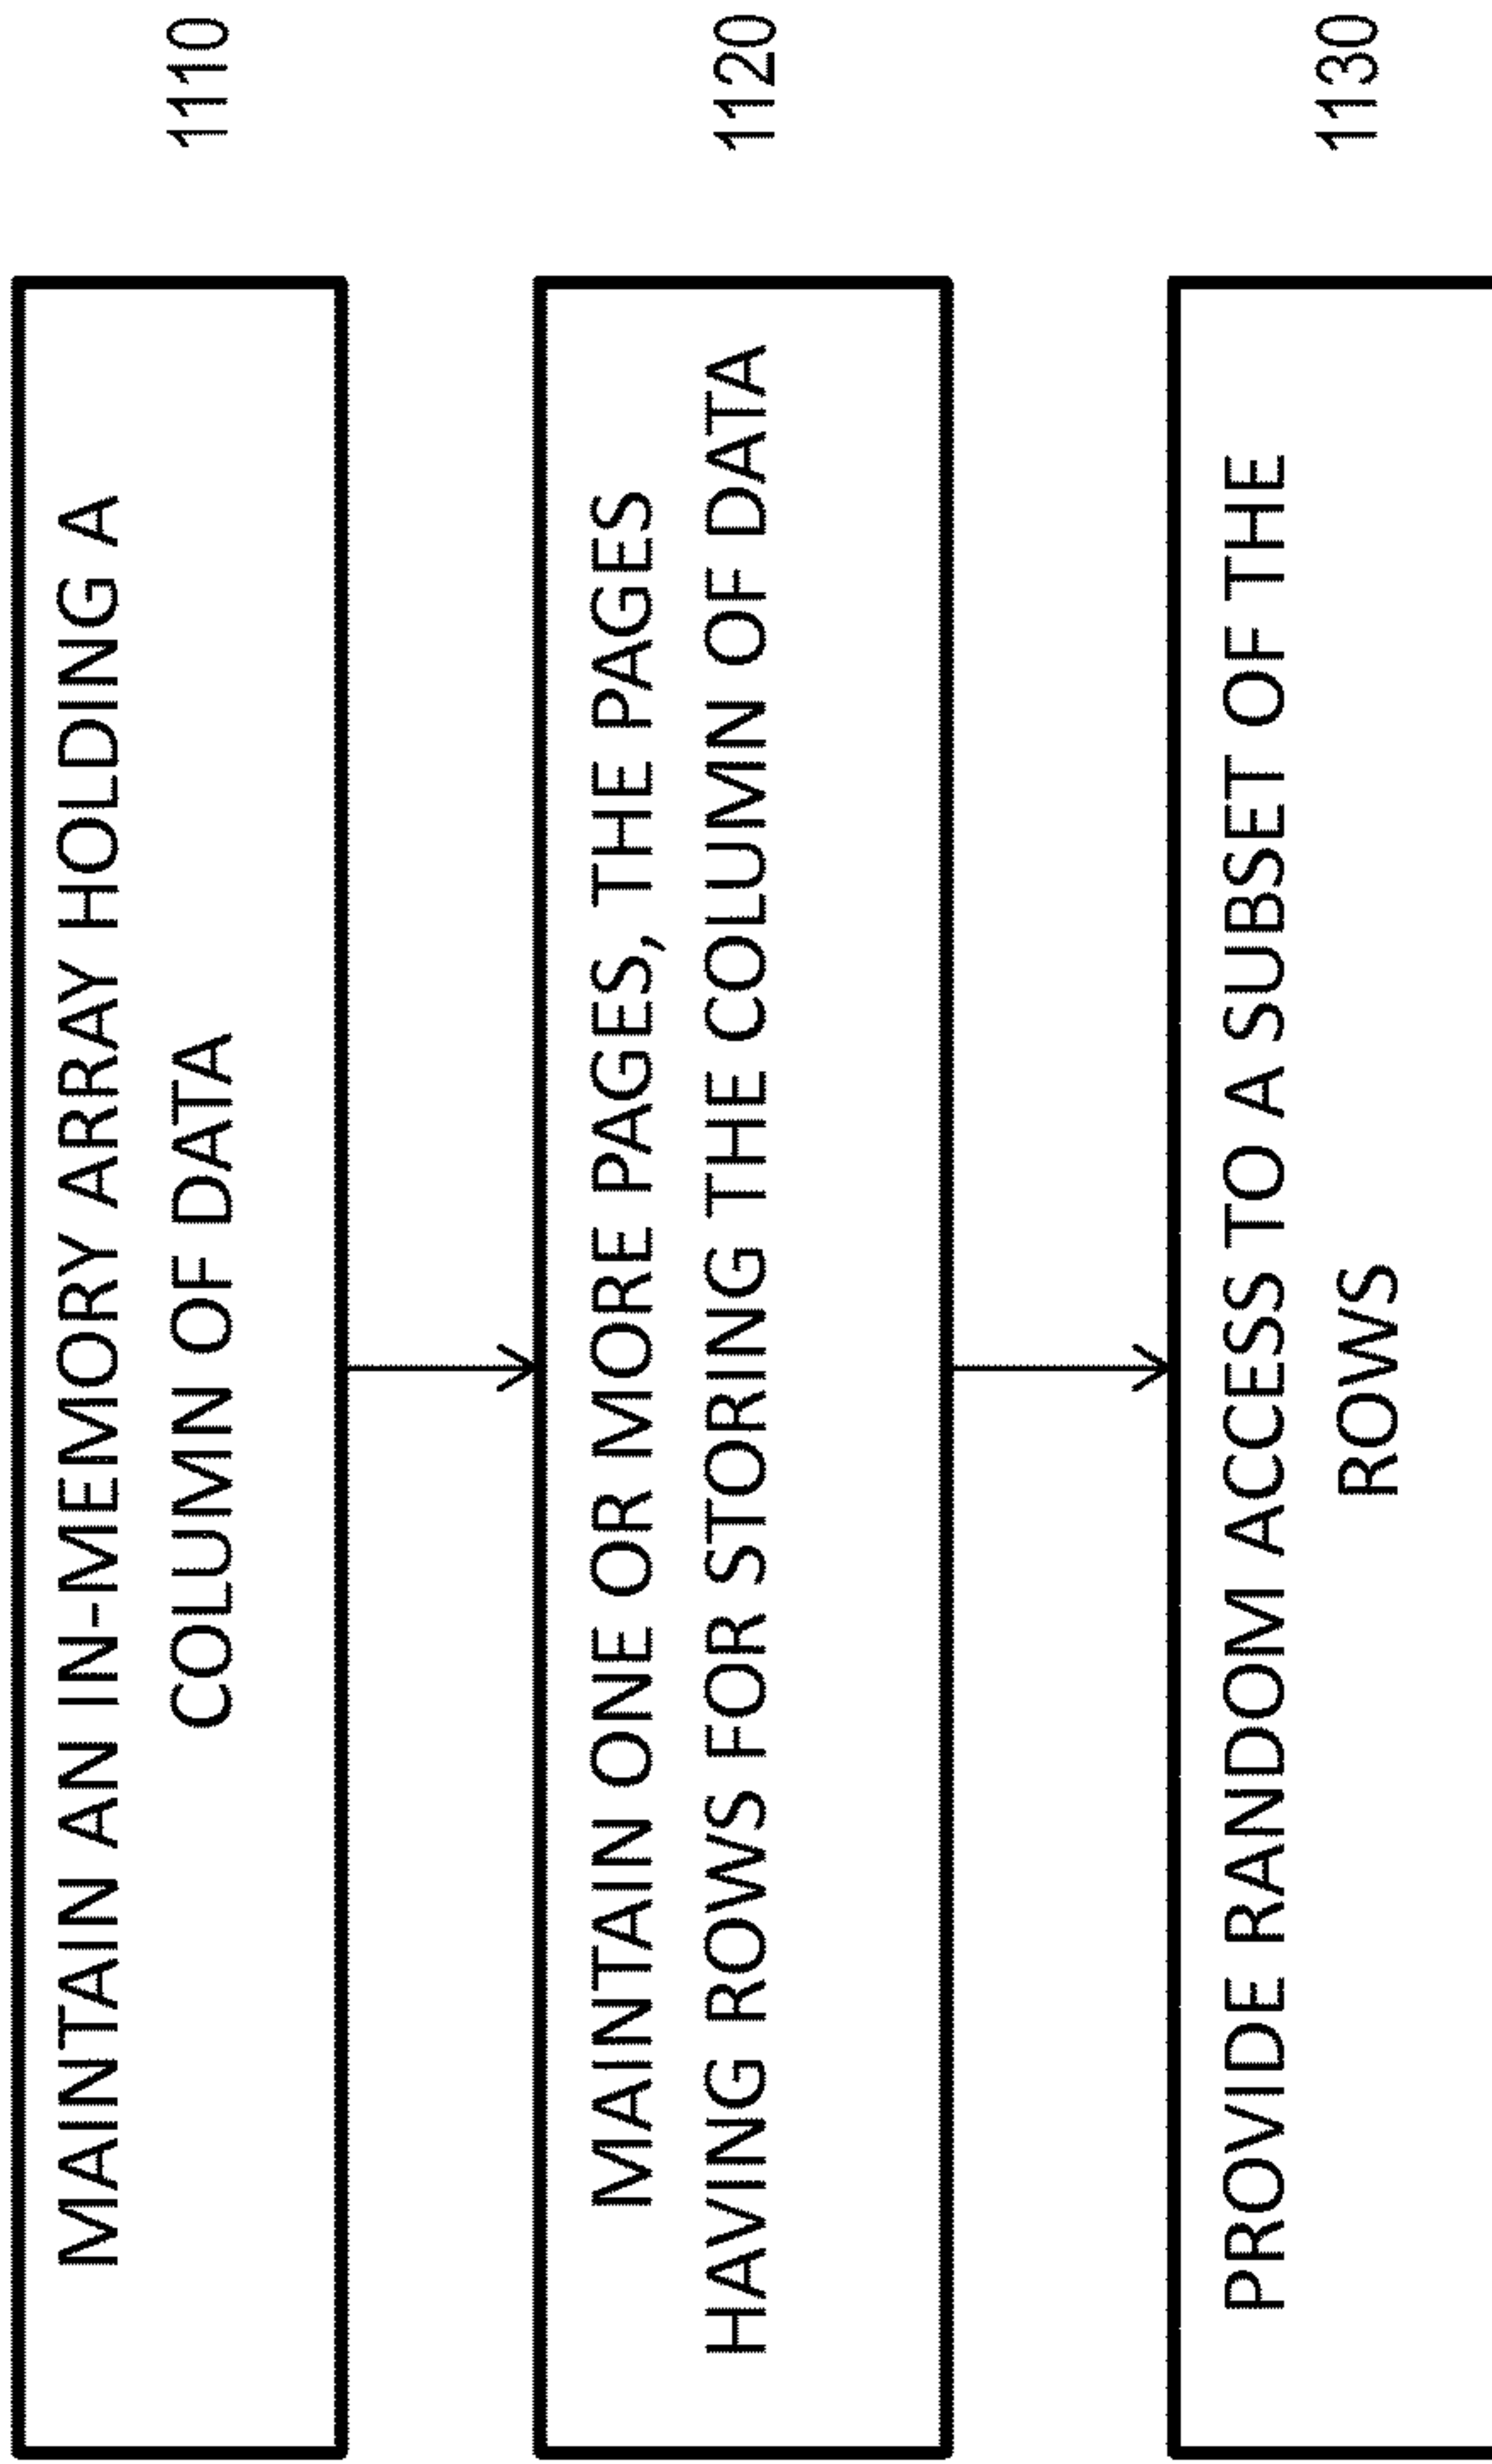 MAINTAIN AN IN-MEMORY ARRAY HOLDING A
COLUMN OF DATA
1110
MAINTAIN ONE OR MORE PAGES, THE PAGES
HAVING ROWS FOR STORING THE COLUMN OF DATA
1120
PROVIDE RANDOM ACCESS TO A SUBSET OF THE
ROWS
1130